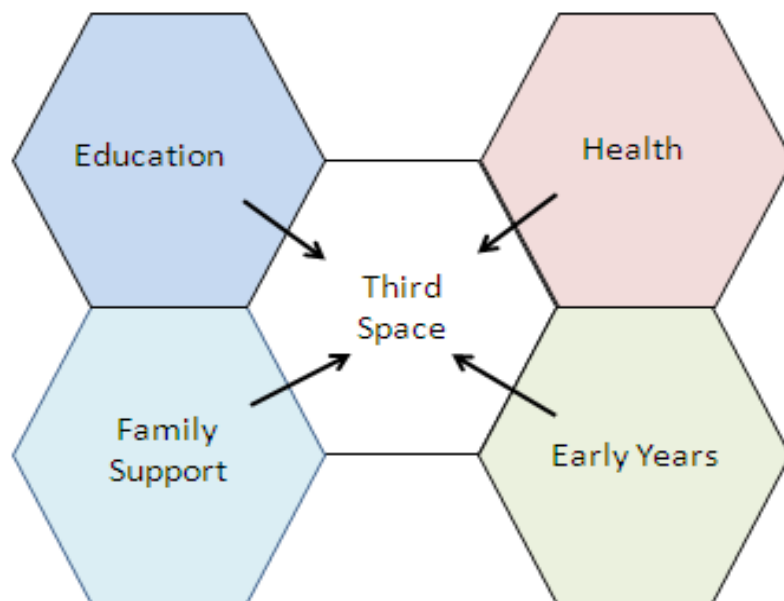 Education
Health
Third
Space
Family
Support
Early Years